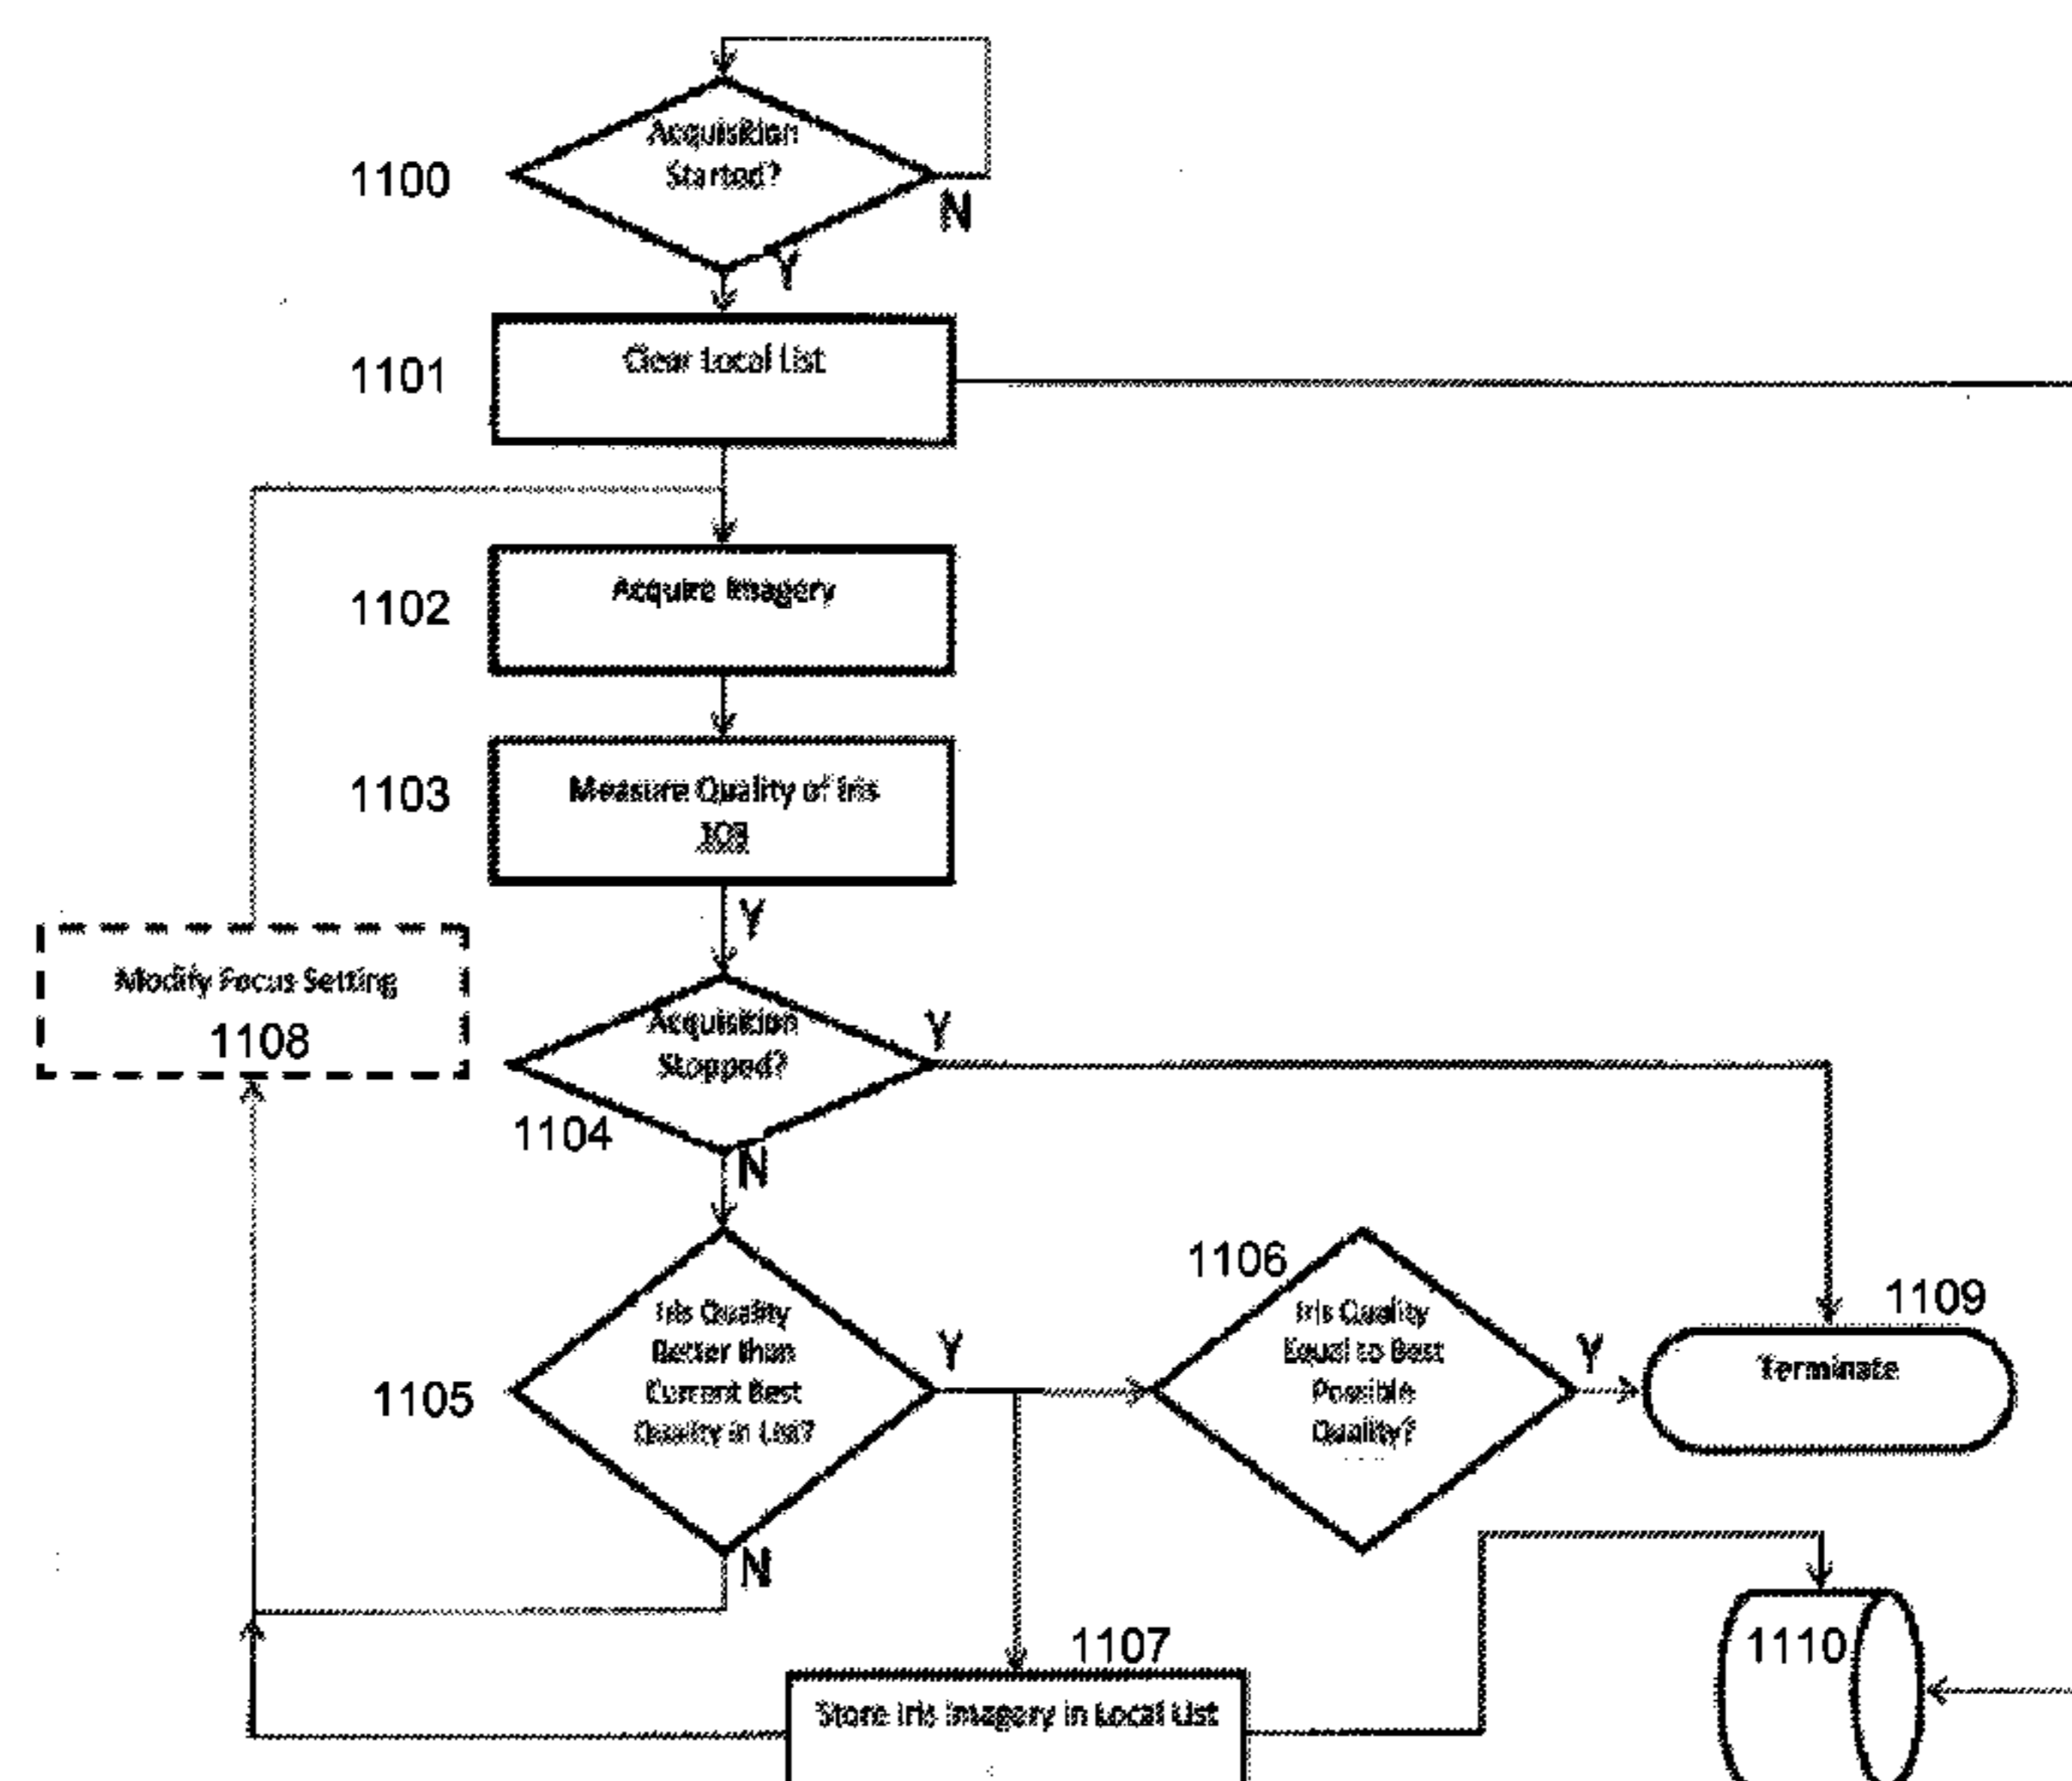 Acquisition
Started?
1100
N
Y
Clear Local List
1101
Acquire Imagery
1102
Measure Quality of Iris
103
1103
Y
Modify Focus Setting
1108
Acquisition
Stopped?
Y
1104
N
Iris Quality
Better than
Current Best
Quality in List?
1105
Y
N
1106
Iris Quality
Equal to Best
Possible
Quality?
Y
1109
Terminate
1107
Store Iris Imagery in Local List
1110